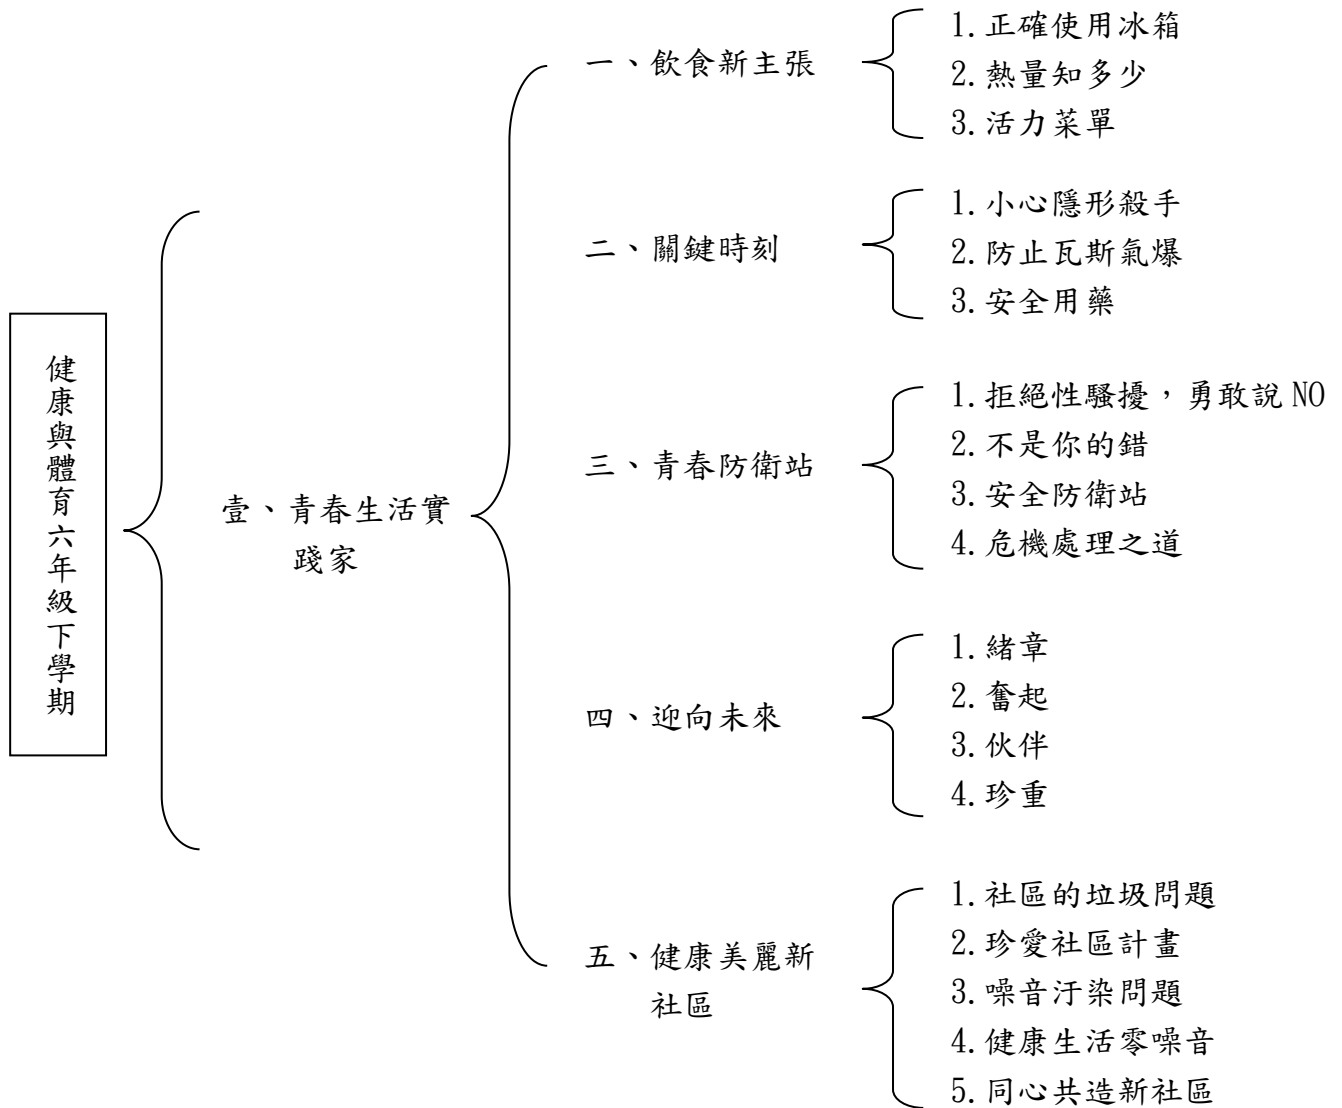 健康與體育六年級下學期
壹、青春生活實
踐家
一、飲食新主張
1.正確使用冰箱
2.熱量知多少
3.活力菜單
二、關鍵時刻
1.小心隱形殺手
2.防止瓦斯氣爆
3.安全用藥
三、青春防衛站
1.拒絕性騷擾，勇敢說 NO
2.不是你的錯
3.安全防衛站
4.危機處理之道
四、迎向未來
1.緒章
2.奮起
3.伙伴
4.珍重
五、健康美麗新
社區
1.社區的垃圾問題
2.珍愛社區計畫
3.噪音汙染問題
4.健康生活零噪音
5.同心共造新社區